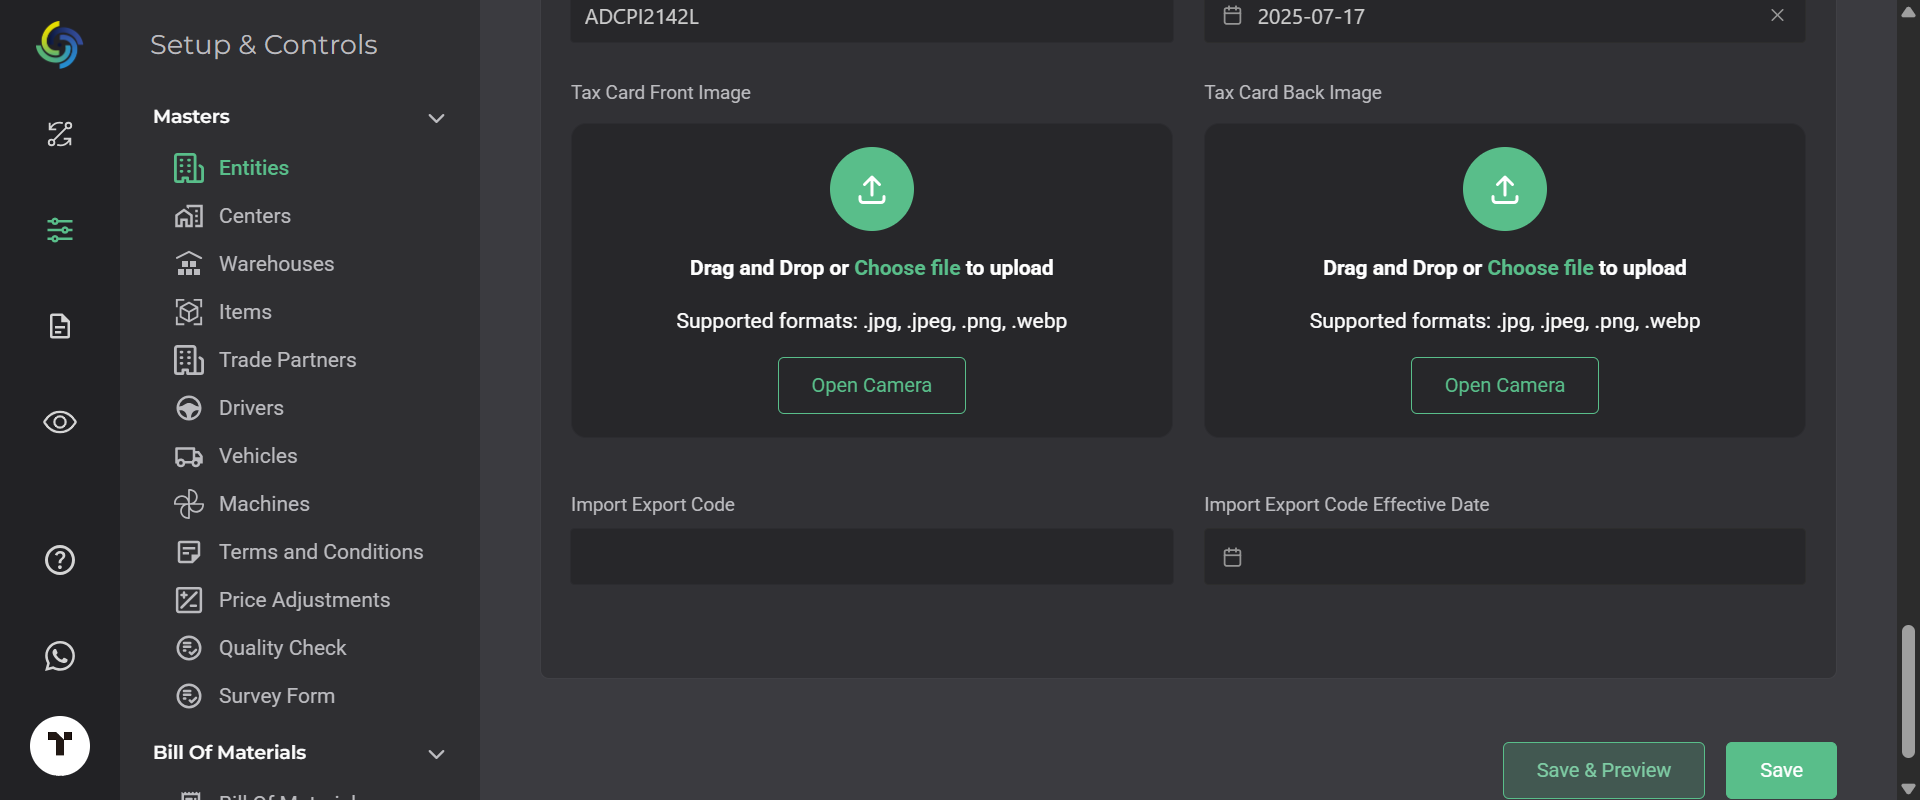 Setup & Controls
Masters
Entities
Centers
Warehouses
Items
Trade Partners
Drivers
Vehicles
Machines
Terms and Conditions
Price Adjustments
Quality Check
Survey Form
Bill Of Materials
ADCPI2142L
2025-07-17
Tax Card Front Image
Tax Card Back Image
Drag and Drop or Choose file to upload
Supported formats: .jpg, .jpeg, .png, .webp
Open Camera
Drag and Drop or Choose file to upload
Supported formats: .jpg, .jpeg, .png, .webp
Open Camera
Import Export Code
Import Export Code Effective Date
Save & Preview
Save